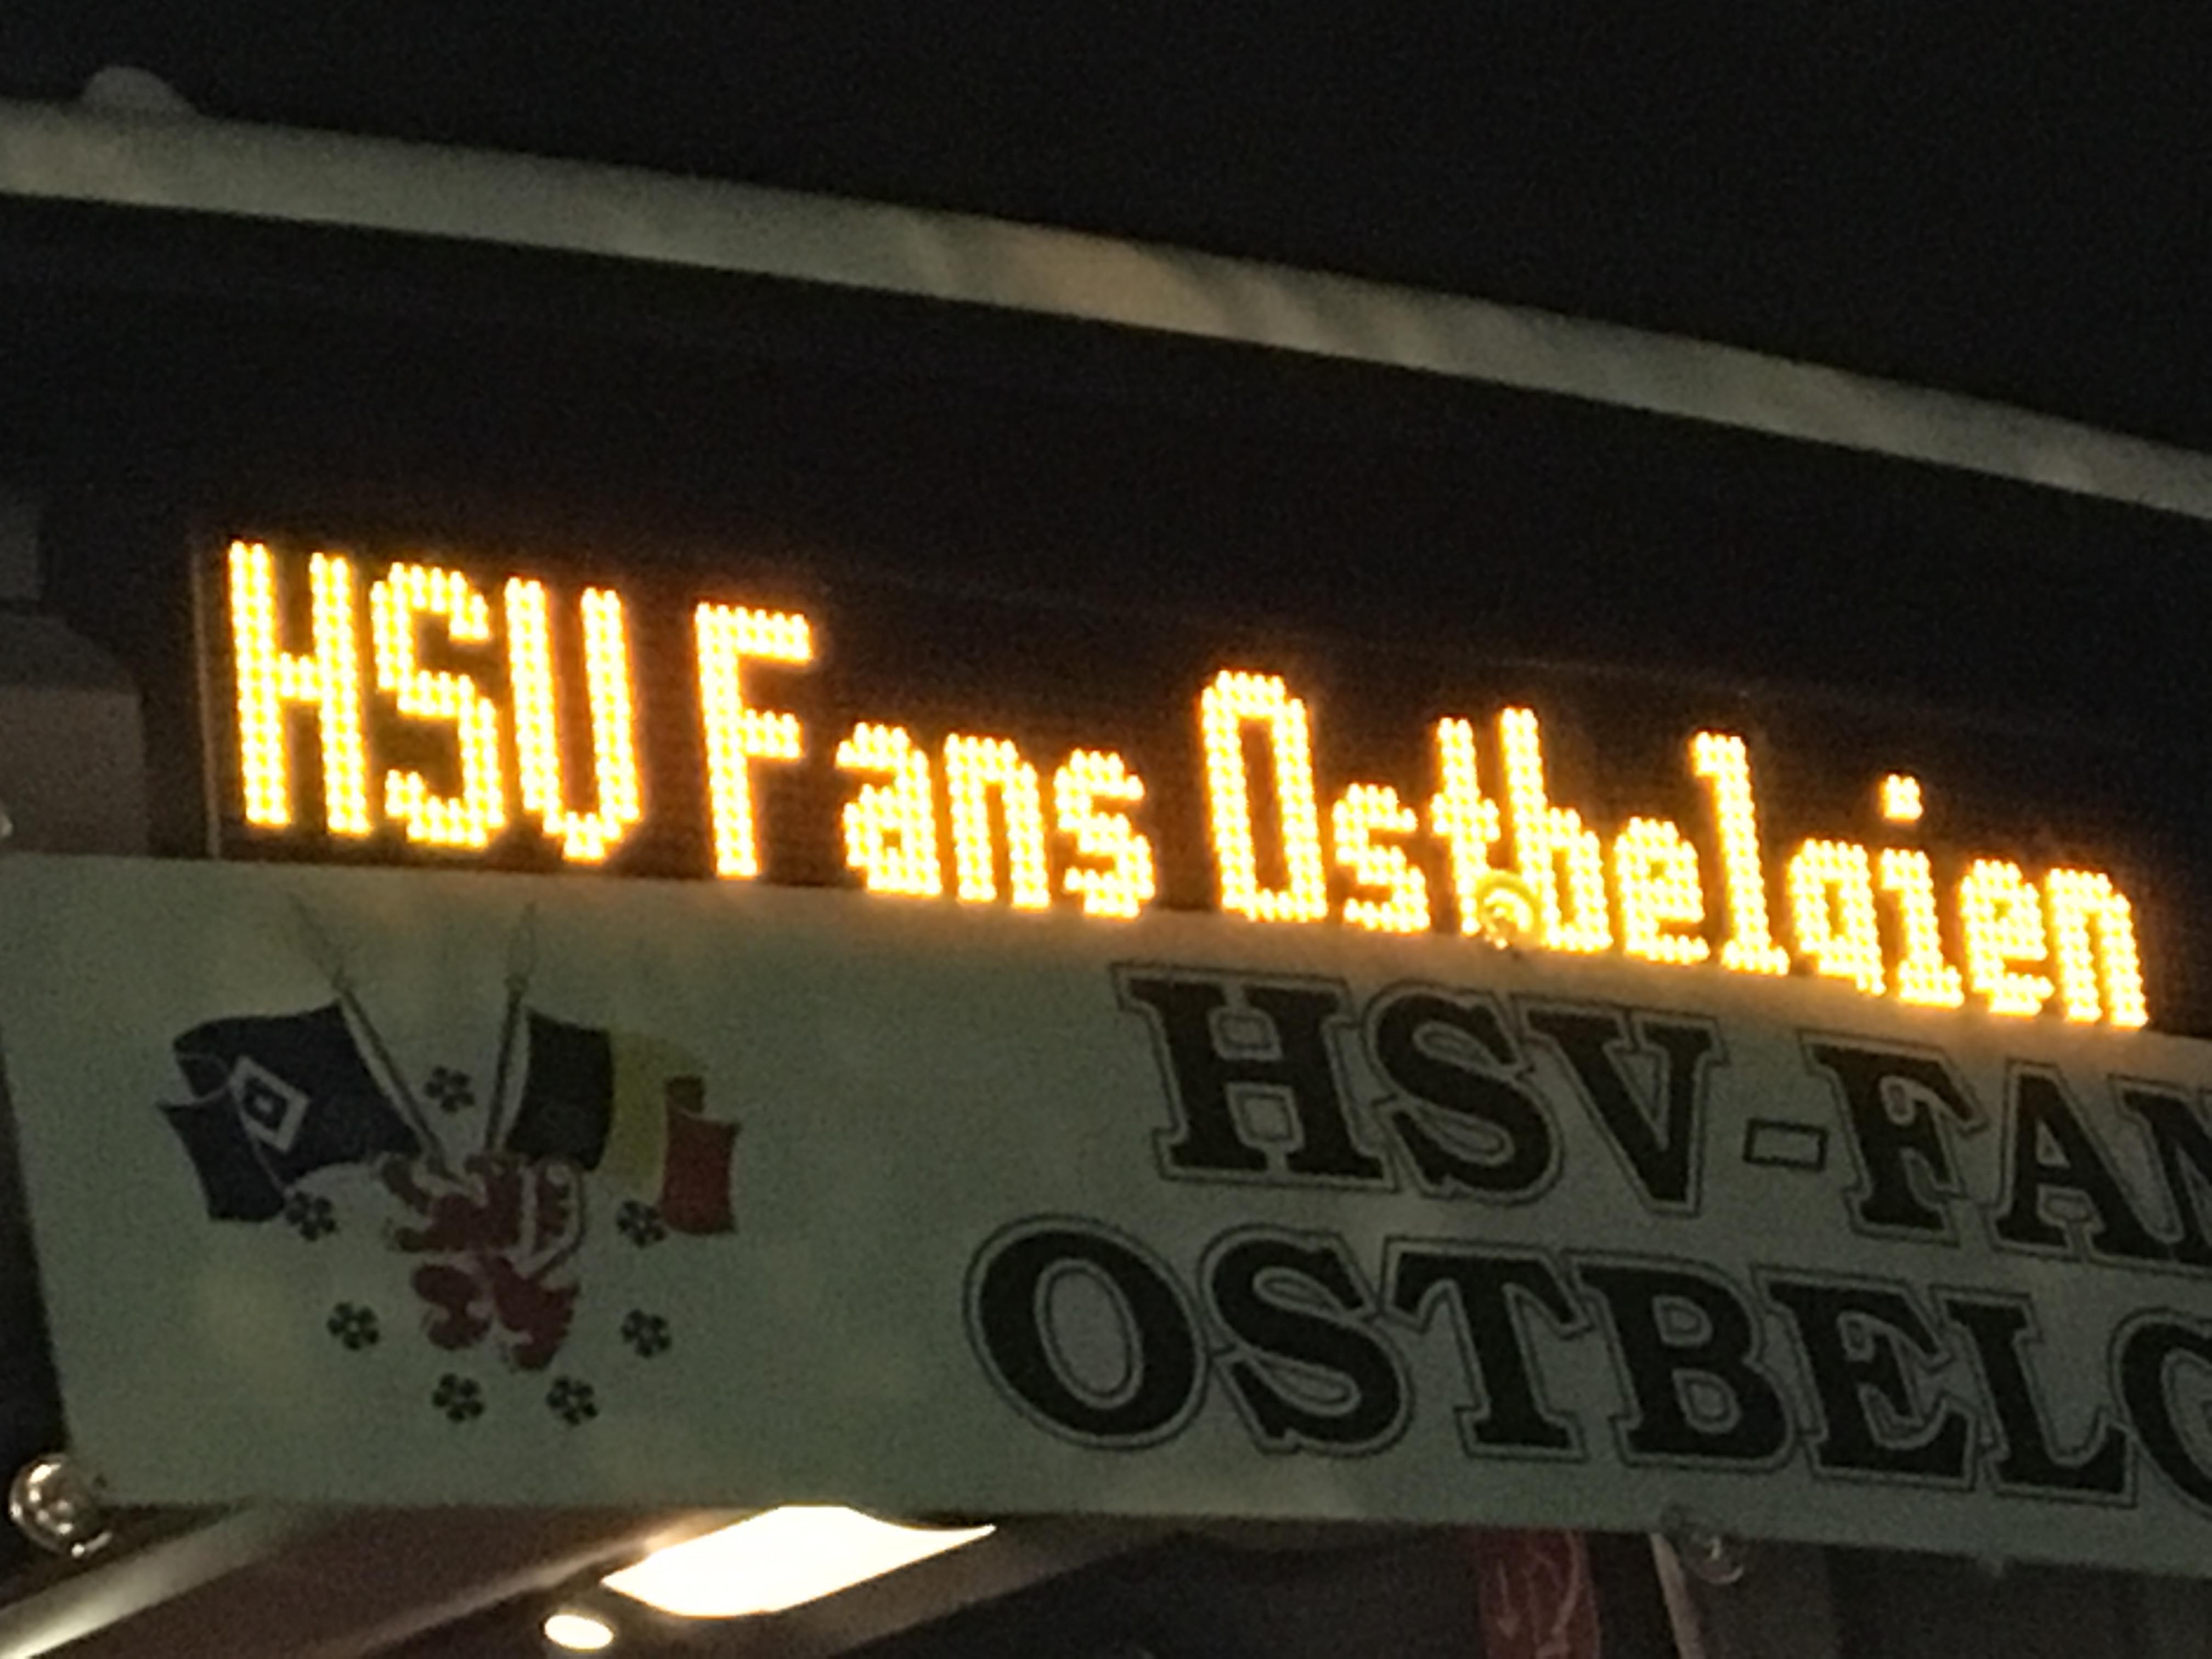 HSV Fans Ostbelgien
HSV-FAN
OSTBELG